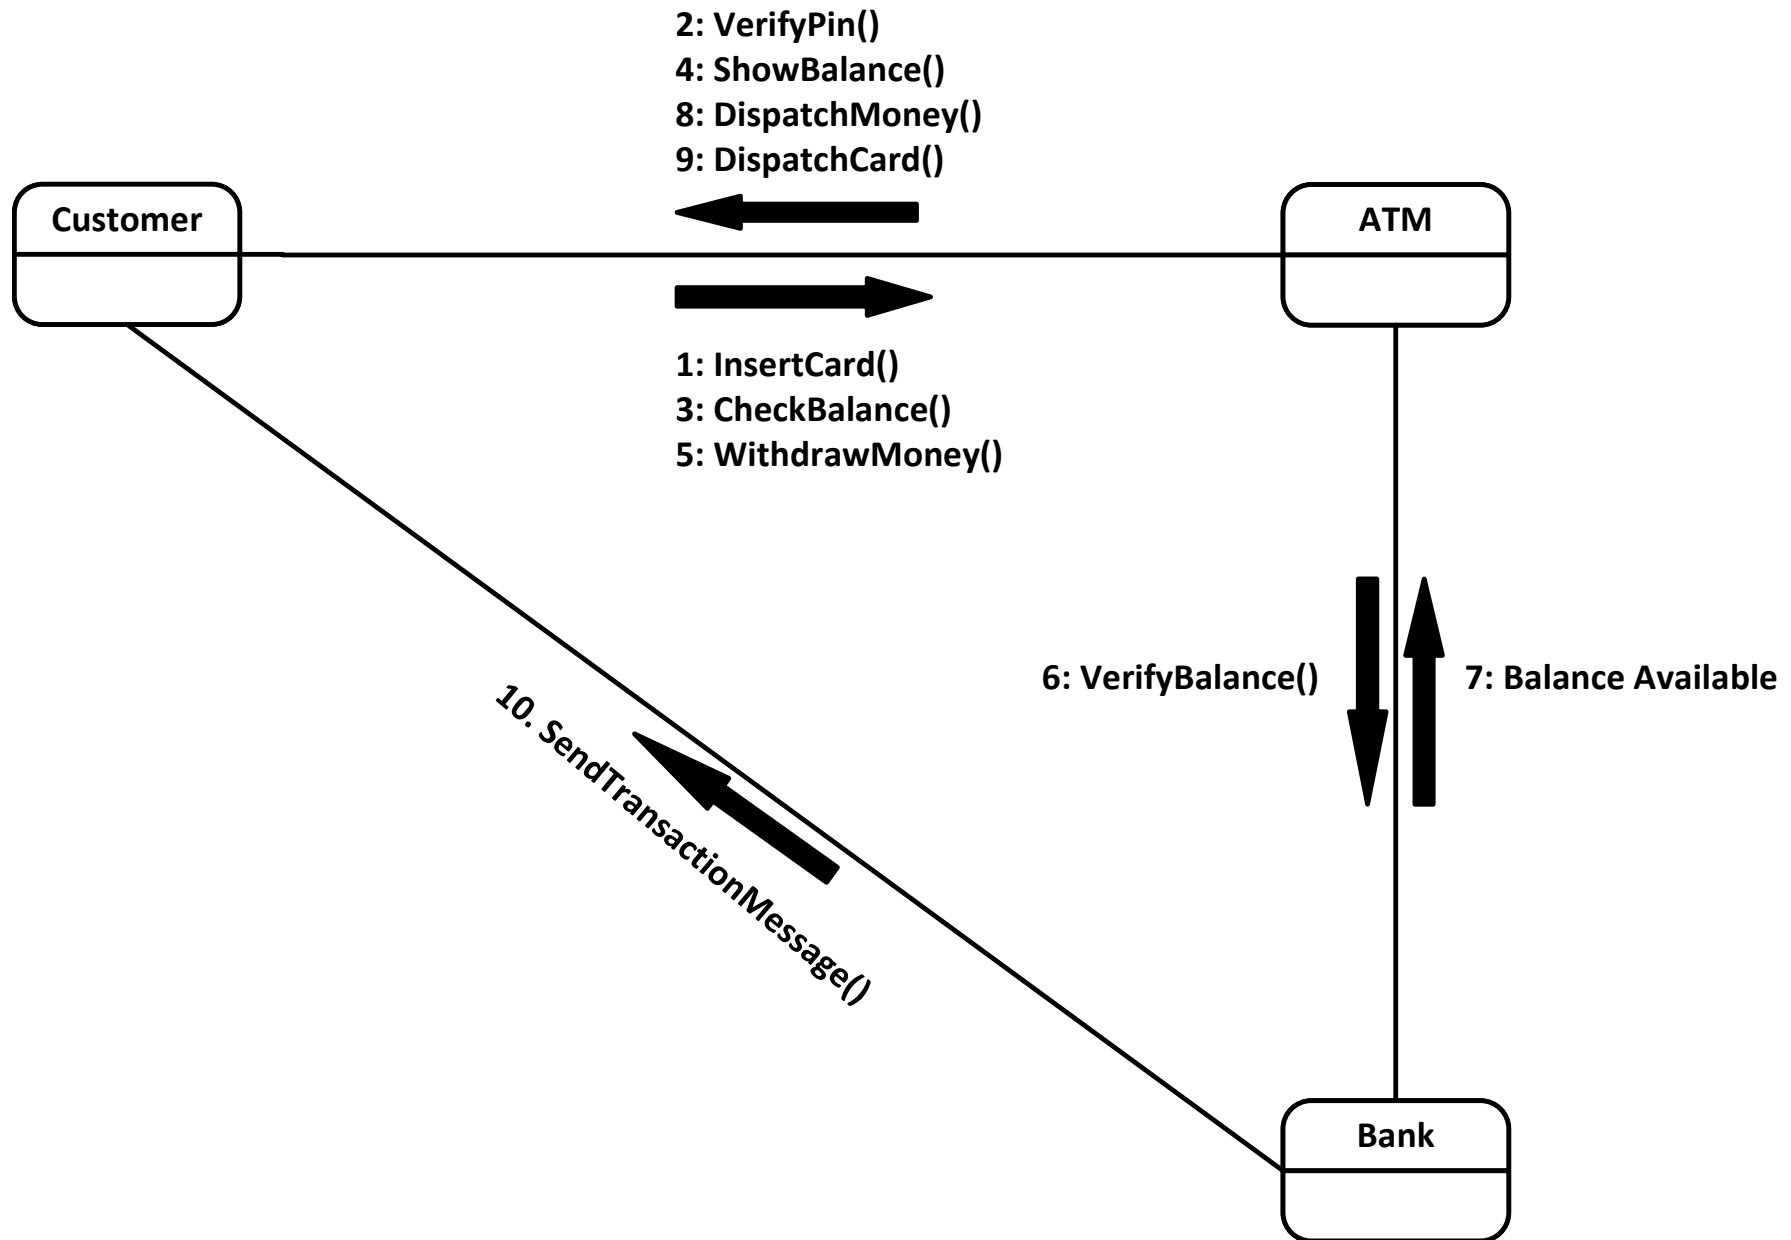 2: VerifyPin()
4: ShowBalance()
8: DispatchMoney()
9: DispatchCard()
Customer
ATM
1: InsertCard()
3: CheckBalance()
5: WithdrawMoney()
6: VerifyBalance()
7: Balance Available
10. SendTransactionMessage()
Bank